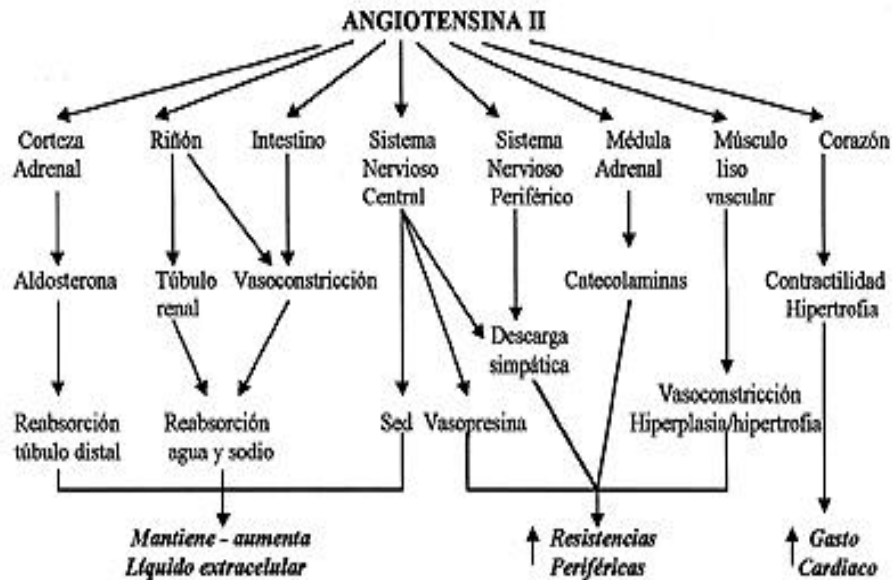 ANGIOTENSINA II
Corteza Adrenal
Riñón
Intestino
Sistema Nervioso Central
Sistema Nervioso Periférico
Médula Adrenal
Músculo liso vascular
Corazón
Aldosterona
Túbulo renal
Vasoconstricción
Catecolaminas
Contractilidad Hipertrofia
Descarga simpática
Vasoconstricción
Hiperplasia/hipertrofia
Reabsorción túbulo distal
Reabsorción agua y sodio
Sed
Vasopresina
Mantiene - aumenta
Líquido extracelular
Resistencias
Periféricas
Gasto
Cardiaco